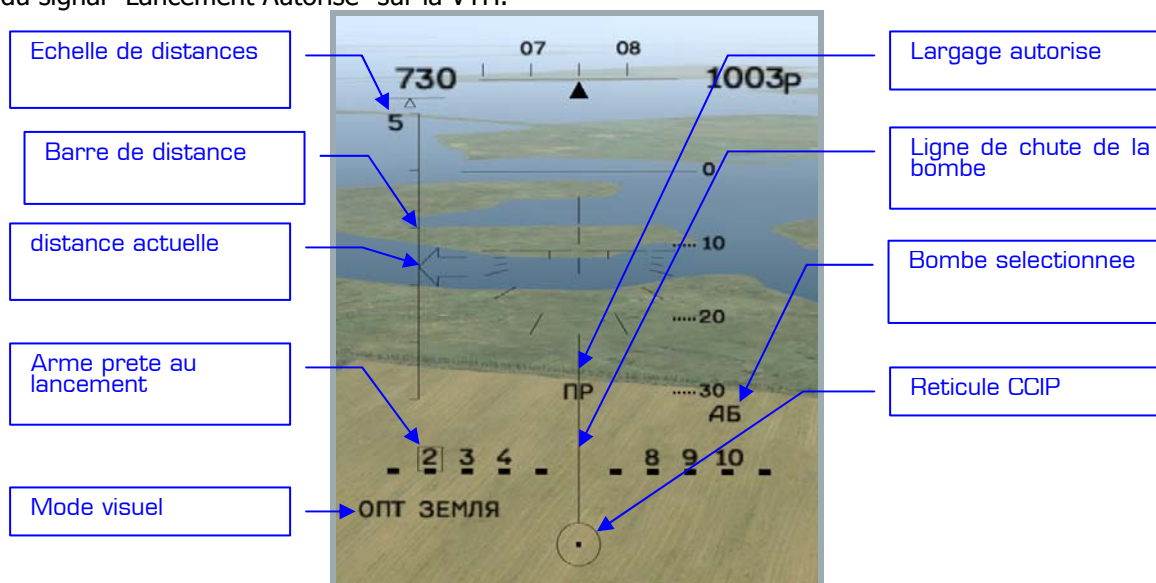 du signal "Lancement Autorisé" sur la VTH.
Echelle de distances
Barre de distance
distance actuelle
Arme prete au
lancement
Mode visuel
07 08
730
1003р
5
0
10
20
ПР
30
АБ
2 3 4 8 9 10
ОПТ ЗЕМЛЯ
Largage autorise
Ligne de chute de la
bombe
Bombe selectionnee
Reticule CCIP